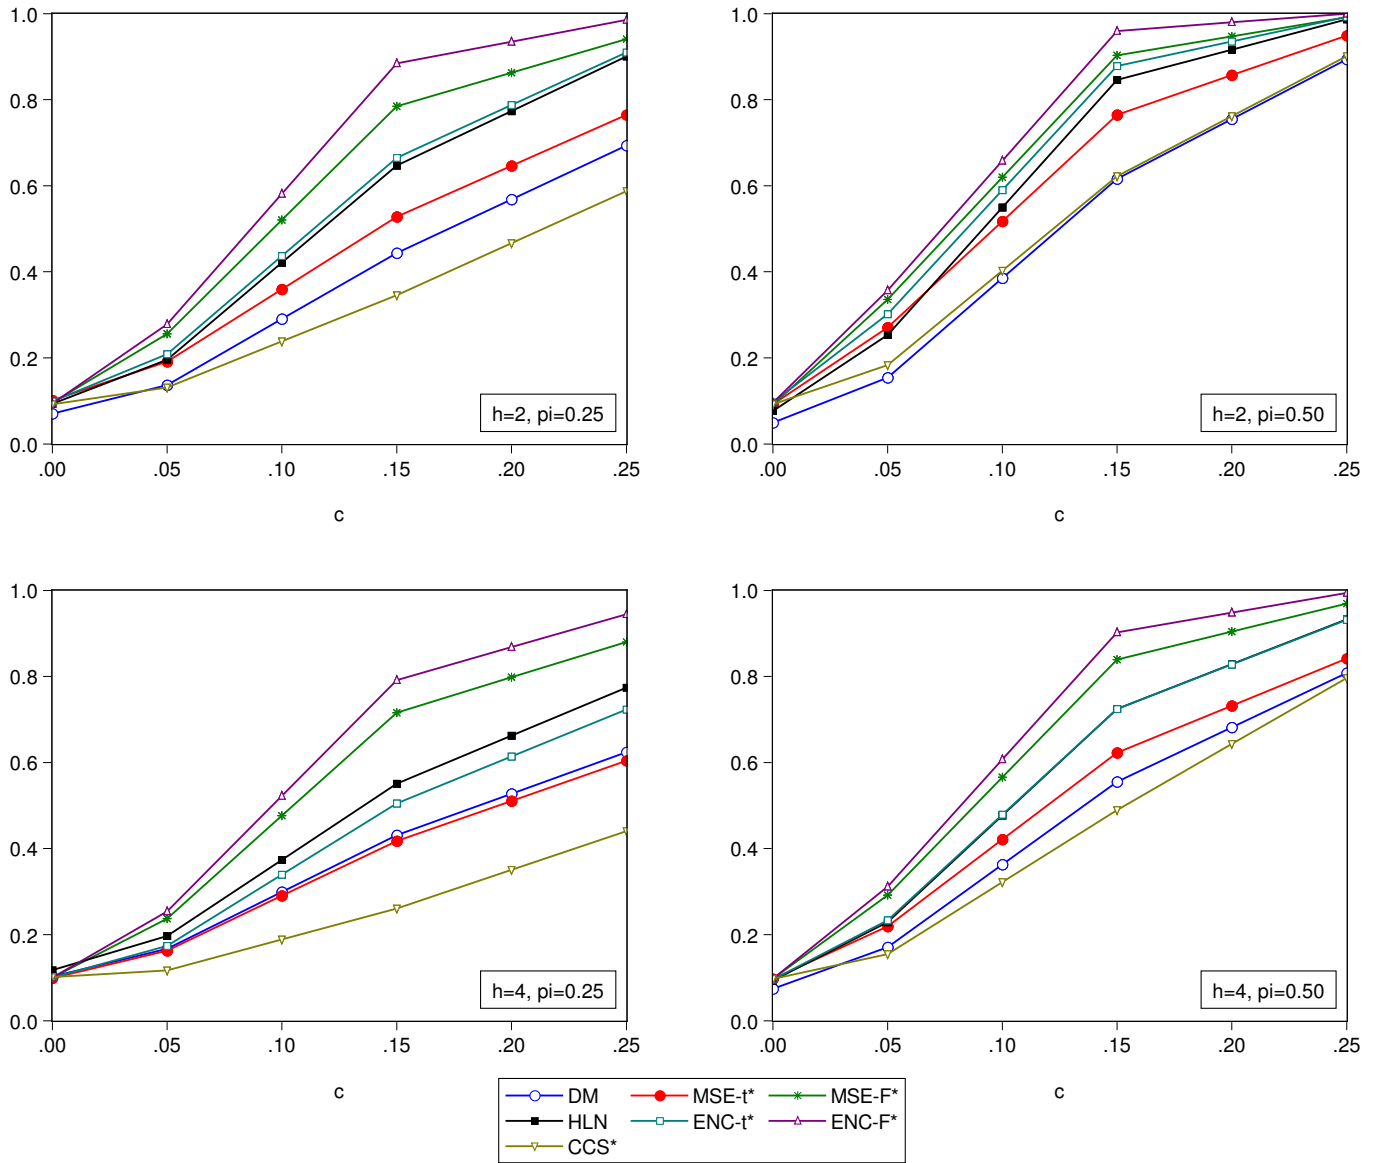 1.0
0.8
0.6
0.4
0.2
0.0
.00 .05 .10 .15 .20 .25
c
h=2, pi=0.25
1.0
0.8
0.6
0.4
0.2
0.0
.00 .05 .10 .15 .20 .25
c
h=2, pi=0.50
1.0
0.8
0.6
0.4
0.2
0.0
.00 .05 .10 .15 .20 .25
c
h=4, pi=0.25
1.0
0.8
0.6
0.4
0.2
0.0
.00 .05 .10 .15 .20 .25
c
h=4, pi=0.50
DM MSE-t* MSE-F*
HLN ENC-t* ENC-F*
CCS*